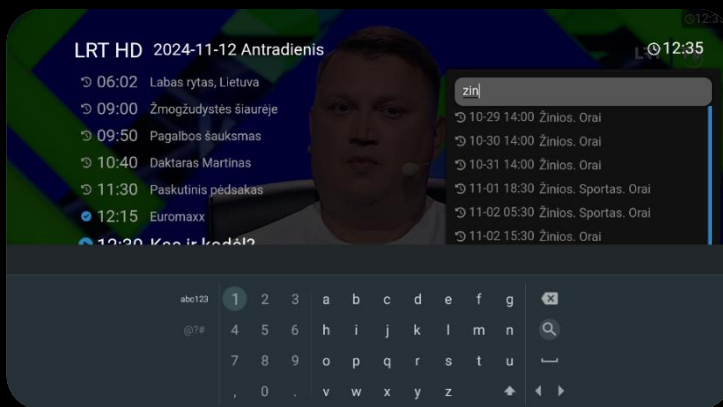 12:3
LRT HD 2024-11-12 Antradienis 12:35
LRT
06:02 Labas rytas, Lietuva
09:00 Žmogžudystės šiaurėje
09:50 Pagalbos šauksmas
10:40 Daktaras Martinas
11:30 Paskutinis pėdsakas
12:15 Euromaxx
12:30 Kas ir kodėl?
zin
10-29 14:00 Žinios. Orai
10-30 14:00 Žinios. Orai
10-31 14:00 Žinios. Orai
11-01 18:30 Žinios. Sportas. Orai
11-02 05:30 Žinios. Sportas. Orai
11-02 15:30 Žinios. Orai
abc123 1 2 3 a b c d e f g
@?# 4 5 6 h i j k l m n
7 8 9 o p q r s t u
, 0 . v w x y z